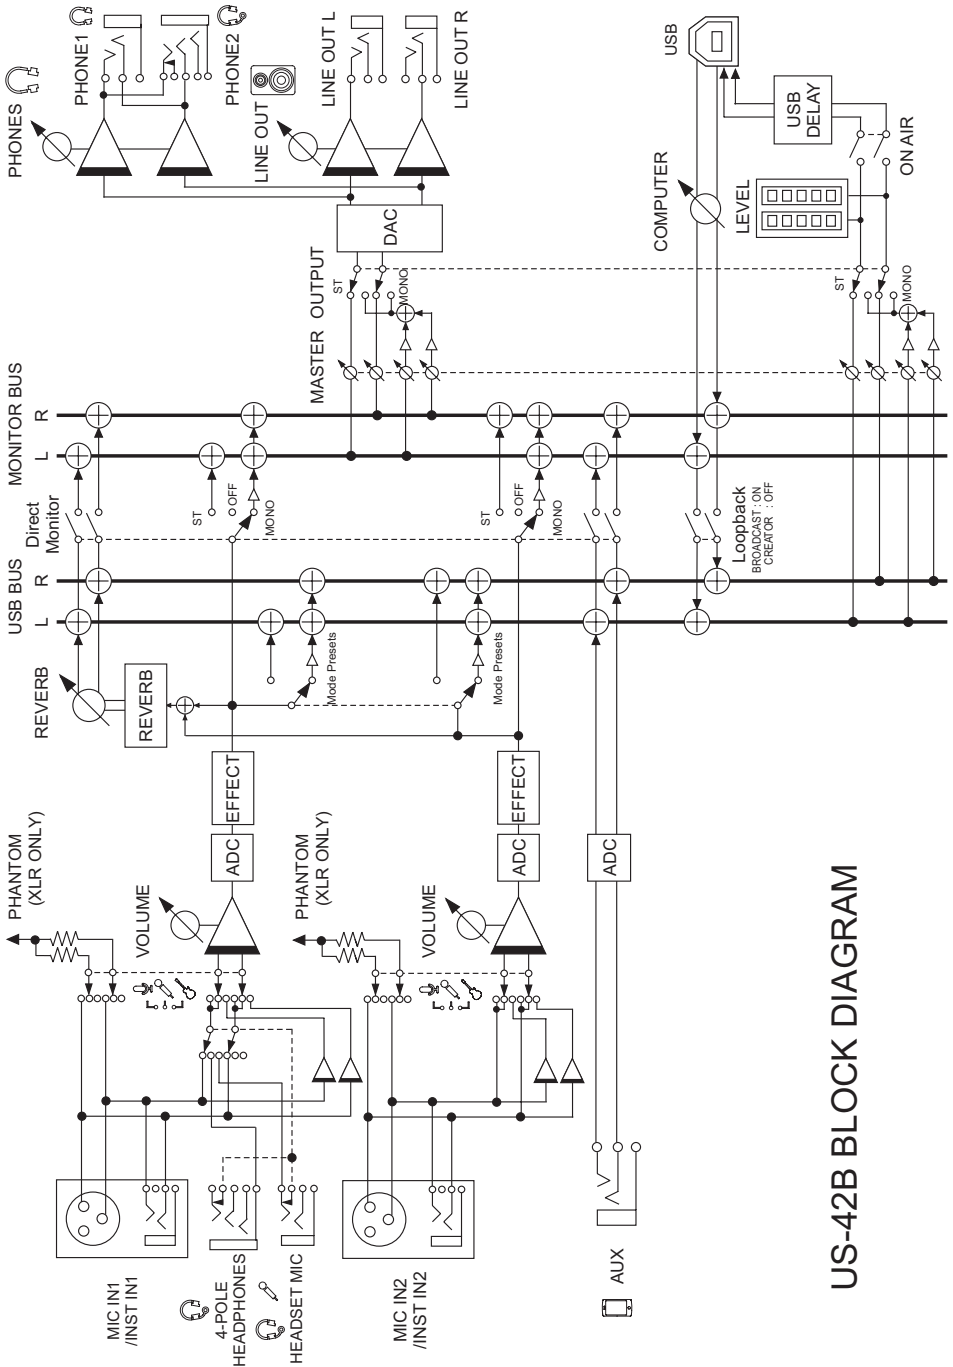 PHONES
PHONE1
PHONE2
LINE OUT
LINE OUT L
LINE OUT R
DAC
MASTER OUTPUT
ST
MONO
USB
USB
DELAY
ON AIR
LEVEL
COMPUTER
ST
MONO
MONITOR BUS
L
R
Direct
Monitor
ST
OFF
MONO
ST
OFF
MONO
Loopback
BROADCAST : ON
CREATOR : OFF
USB BUS
L
R
REVERB
REVERB
Mode Presets
Mode Presets
EFFECT
ADC
EFFECT
ADC
ADC
PHANTOM
(XLR ONLY)
VOLUME
PHANTOM
(XLR ONLY)
VOLUME
MIC IN1
/INST IN1
4-POLE
HEADPHONES
HEADSET MIC
MIC IN2
/INST IN2
AUX
US-42B BLOCK DIAGRAM